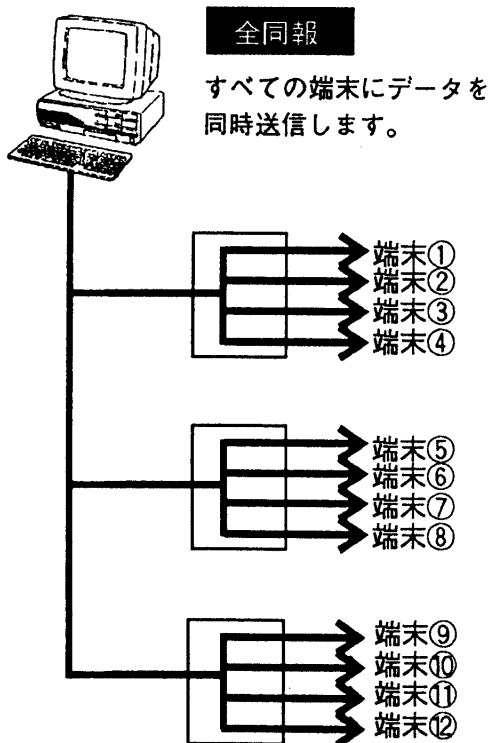 全同報
すべての端末にデータを
同時送信します。
端末①
端末②
端末③
端末④
端末⑤
端末⑥
端末⑦
端末⑧
端末⑨
端末⑩
端末⑪
端末⑫